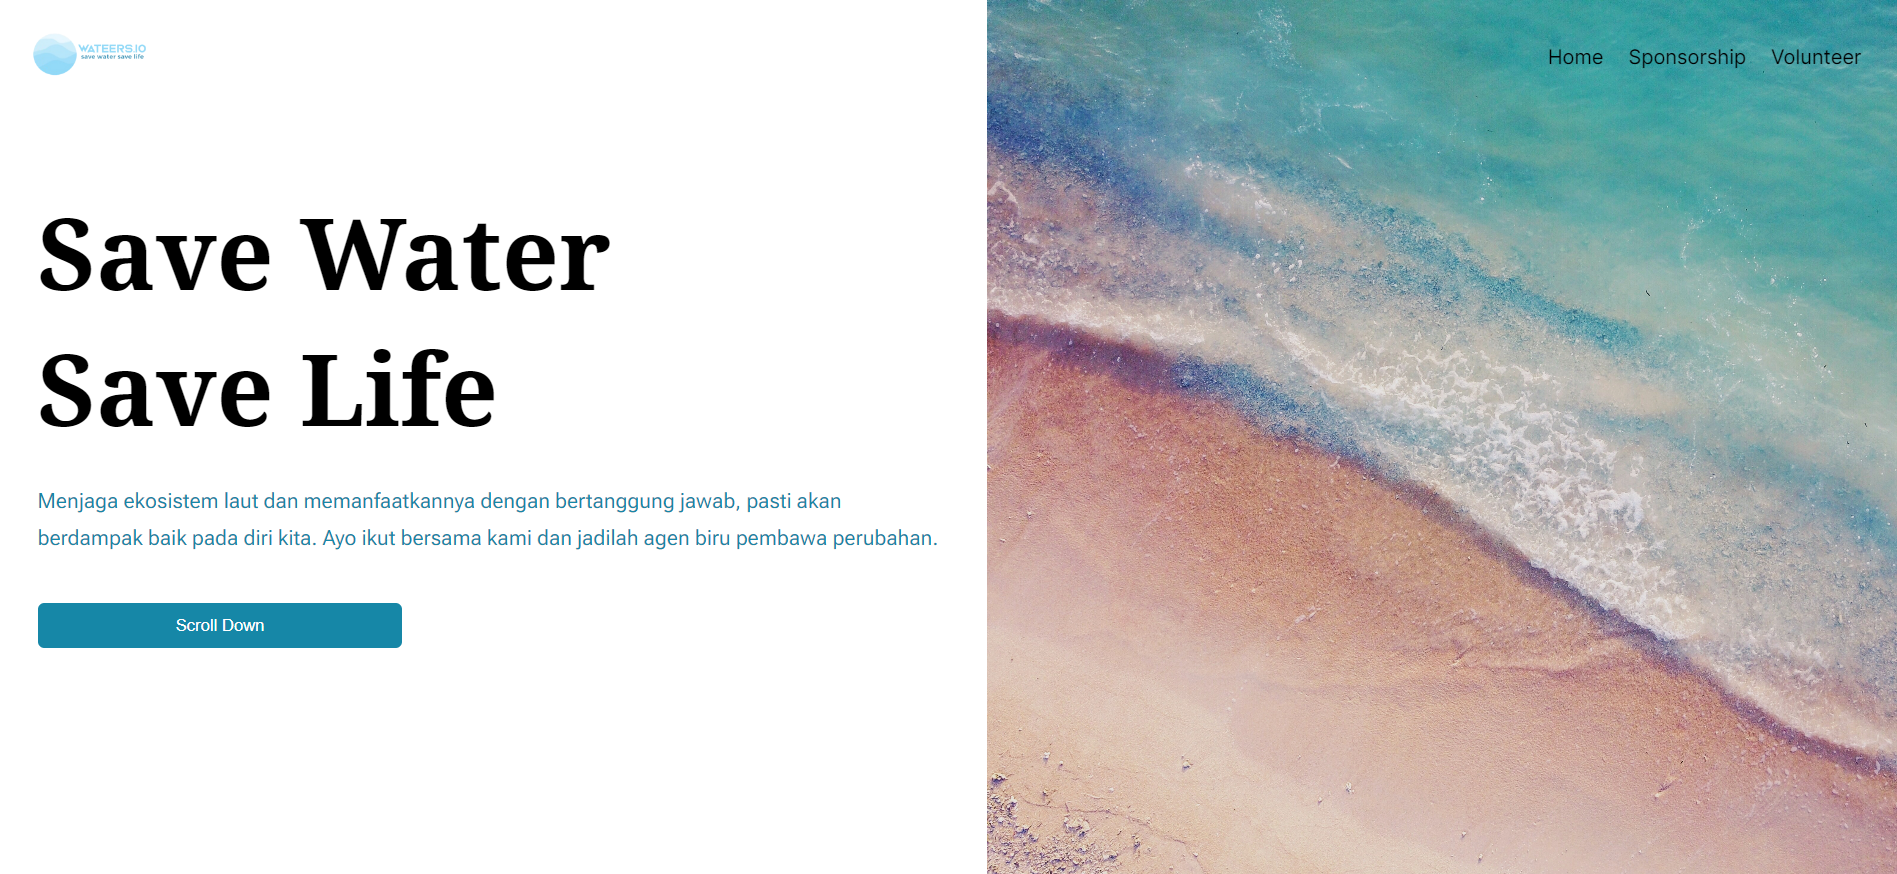 WATEERS.IO
save water save life
Home Sponsorship Volunteer
Save Water
Save Life
Menjaga ekosistem laut dan memanfaatkannya dengan bertanggung jawab, pasti akan
berdampak baik pada diri kita. Ayo ikut bersama kami dan jadilah agen biru pembawa perubahan.
Scroll Down